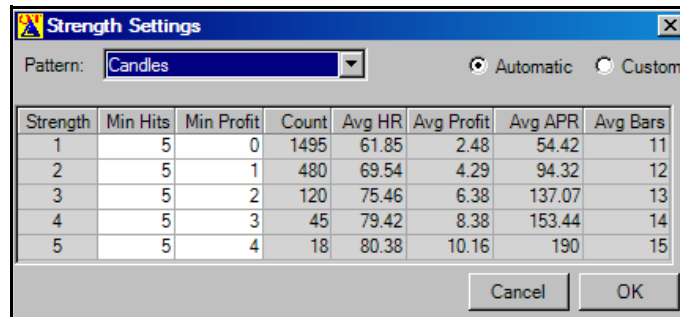 Strength Settings
Pattern: Candles Automatic Custom
Strength Min Hits Min Profit Count Avg HR Avg Profit Avg APR Avg Bars
1 5 0 1495 61.85 2.48 54.42 11
2 5 1 480 69.54 4.29 94.32 12
3 5 2 120 75.46 6.38 137.07 13
4 5 3 45 79.42 8.38 153.44 14
5 5 4 18 80.38 10.16 190 15
Cancel OK